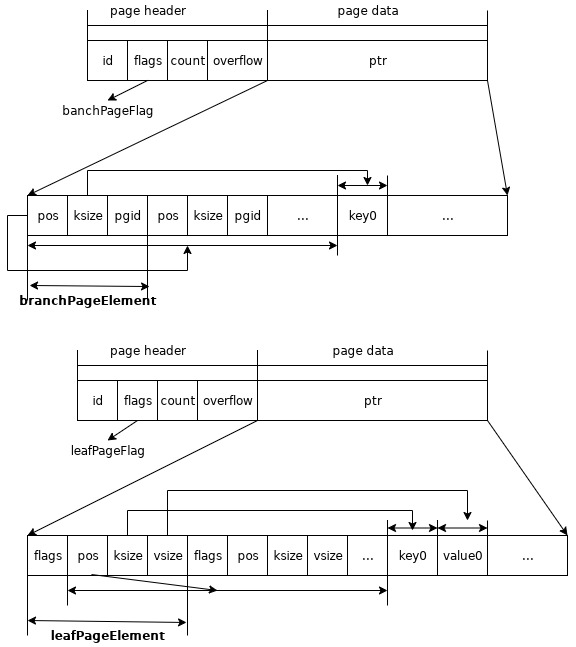 page header page data
id flags count overflow ptr
banchPageFlag
pos ksize pgid pos ksize pgid ... key0 ...
branchPageElement
page header page data
id flags count overflow ptr
leafPageFlag
flags pos ksize vsize flags pos ksize vsize ... key0 value0 ...
leafPageElement